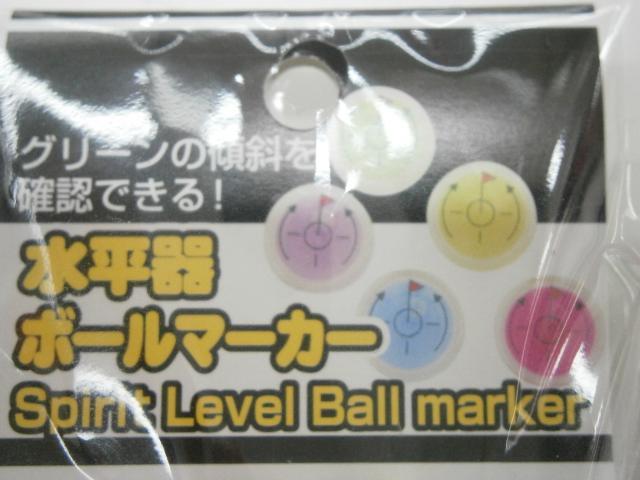 グリーンの傾斜を
確認できる！
水平器
ボールマーカー
Spirit Level Ball marker